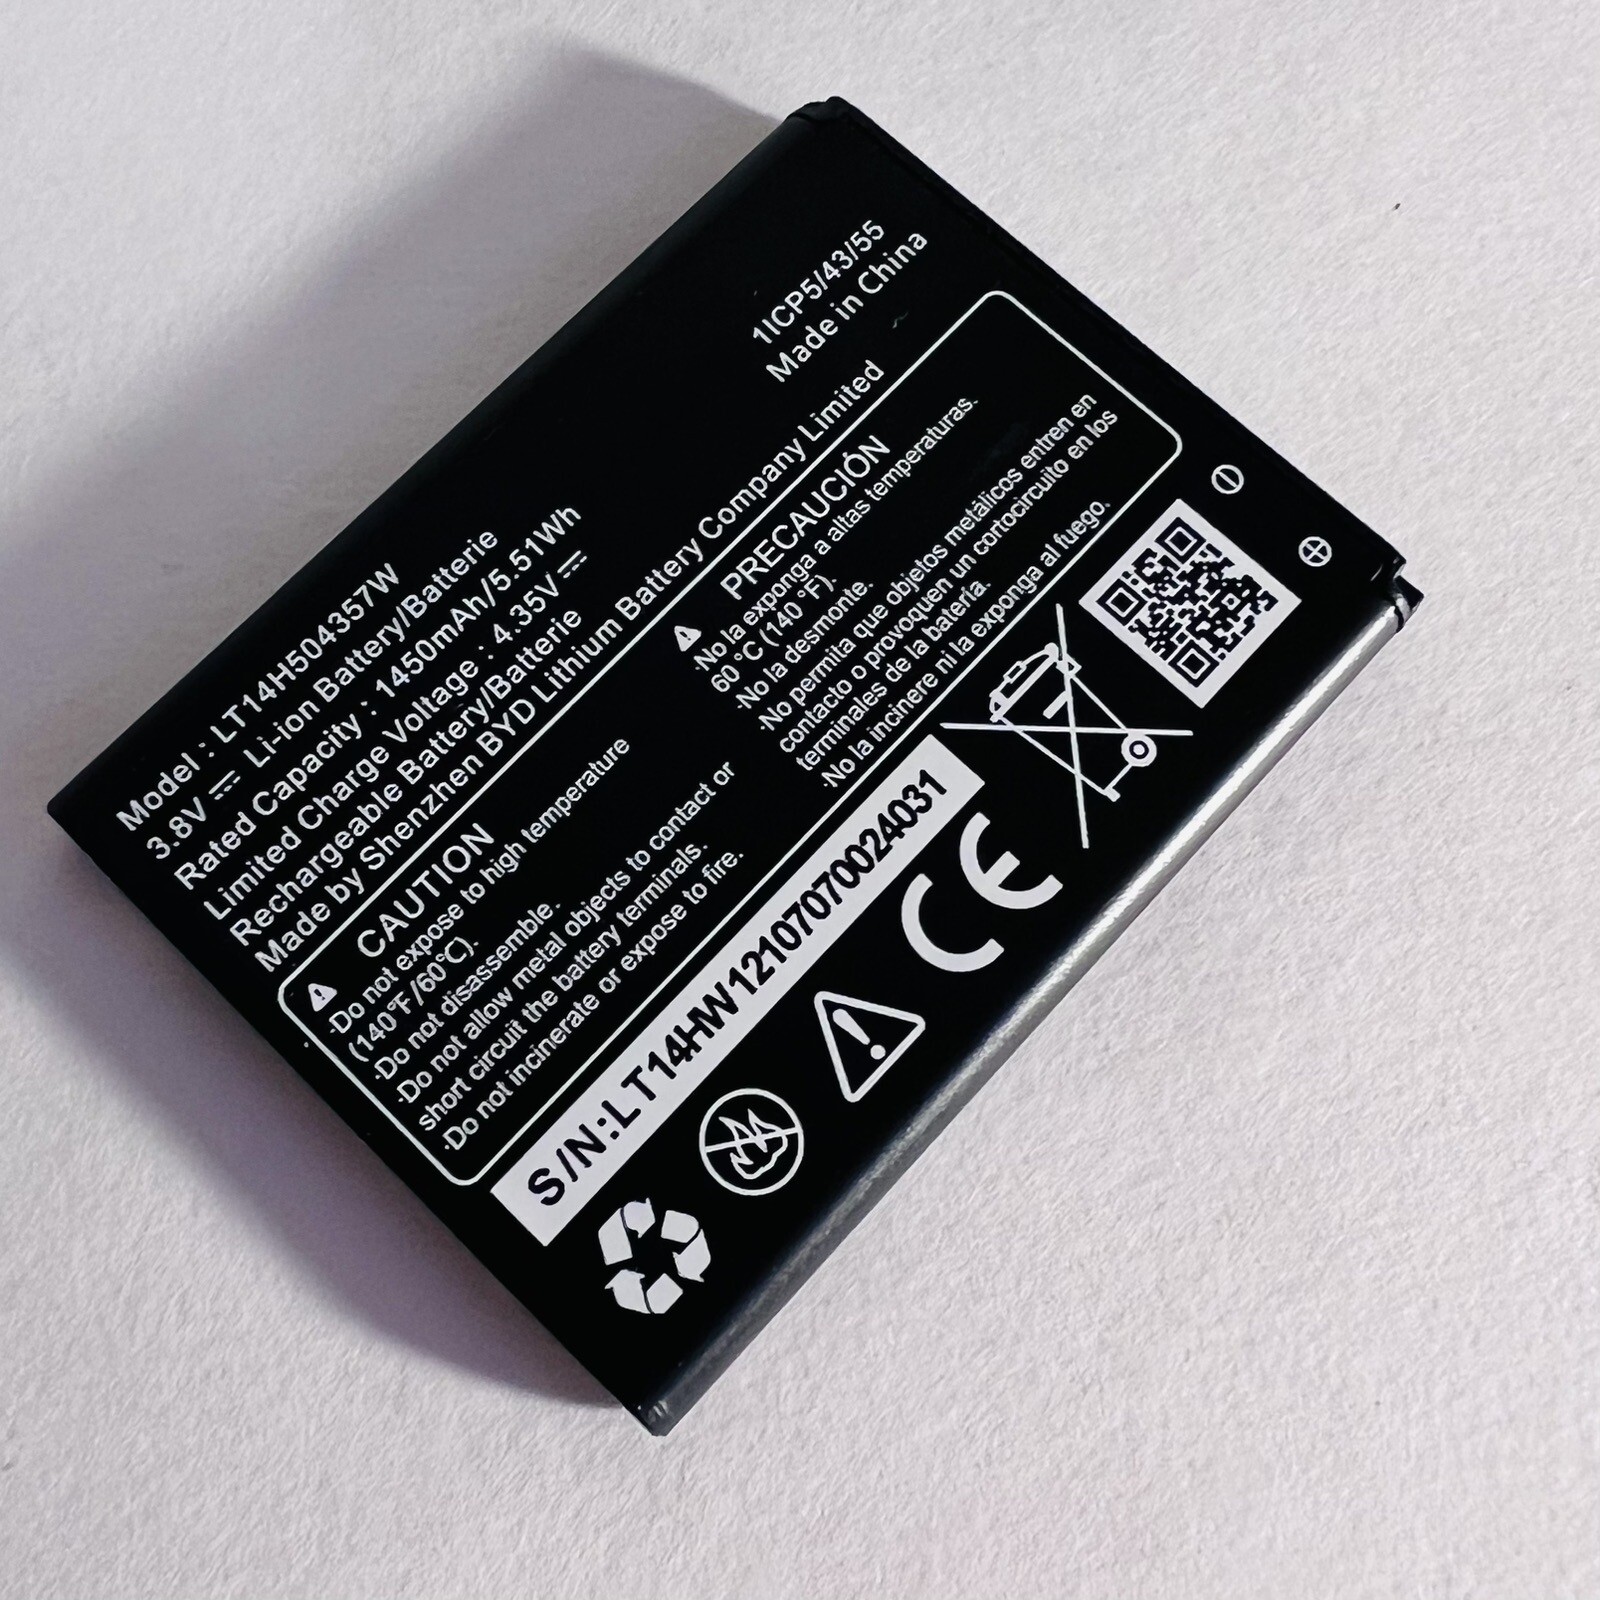 Model : LT14H504357W
1ICP5/43/55
3.8V ⎓ Li-ion Battery/Batterie
Made in China
Rated Capacity : 1450mAh/5.51Wh
Limited Charge Voltage : 4.35V ⎓
Rechargeable Battery/Batterie
Made by Shenzhen BYD Lithium Battery Company Limited
CAUTION
·Do not expose to high temperature
(140°F/60°C).
·Do not disassemble.
·Do not allow metal objects to contact or
short circuit the battery terminals.
·Do not incinerate or expose to fire.
PRECAUCIÓN
·No la exponga a altas temperaturas.
60 °C (140 °F).
·No la desmonte.
·No permita que objetos metálicos entren en
contacto o provoquen un cortocircuito en los
terminales de la batería.
·No la incinere ni la exponga al fuego.
S/N:LT14HW12107070024031
CE